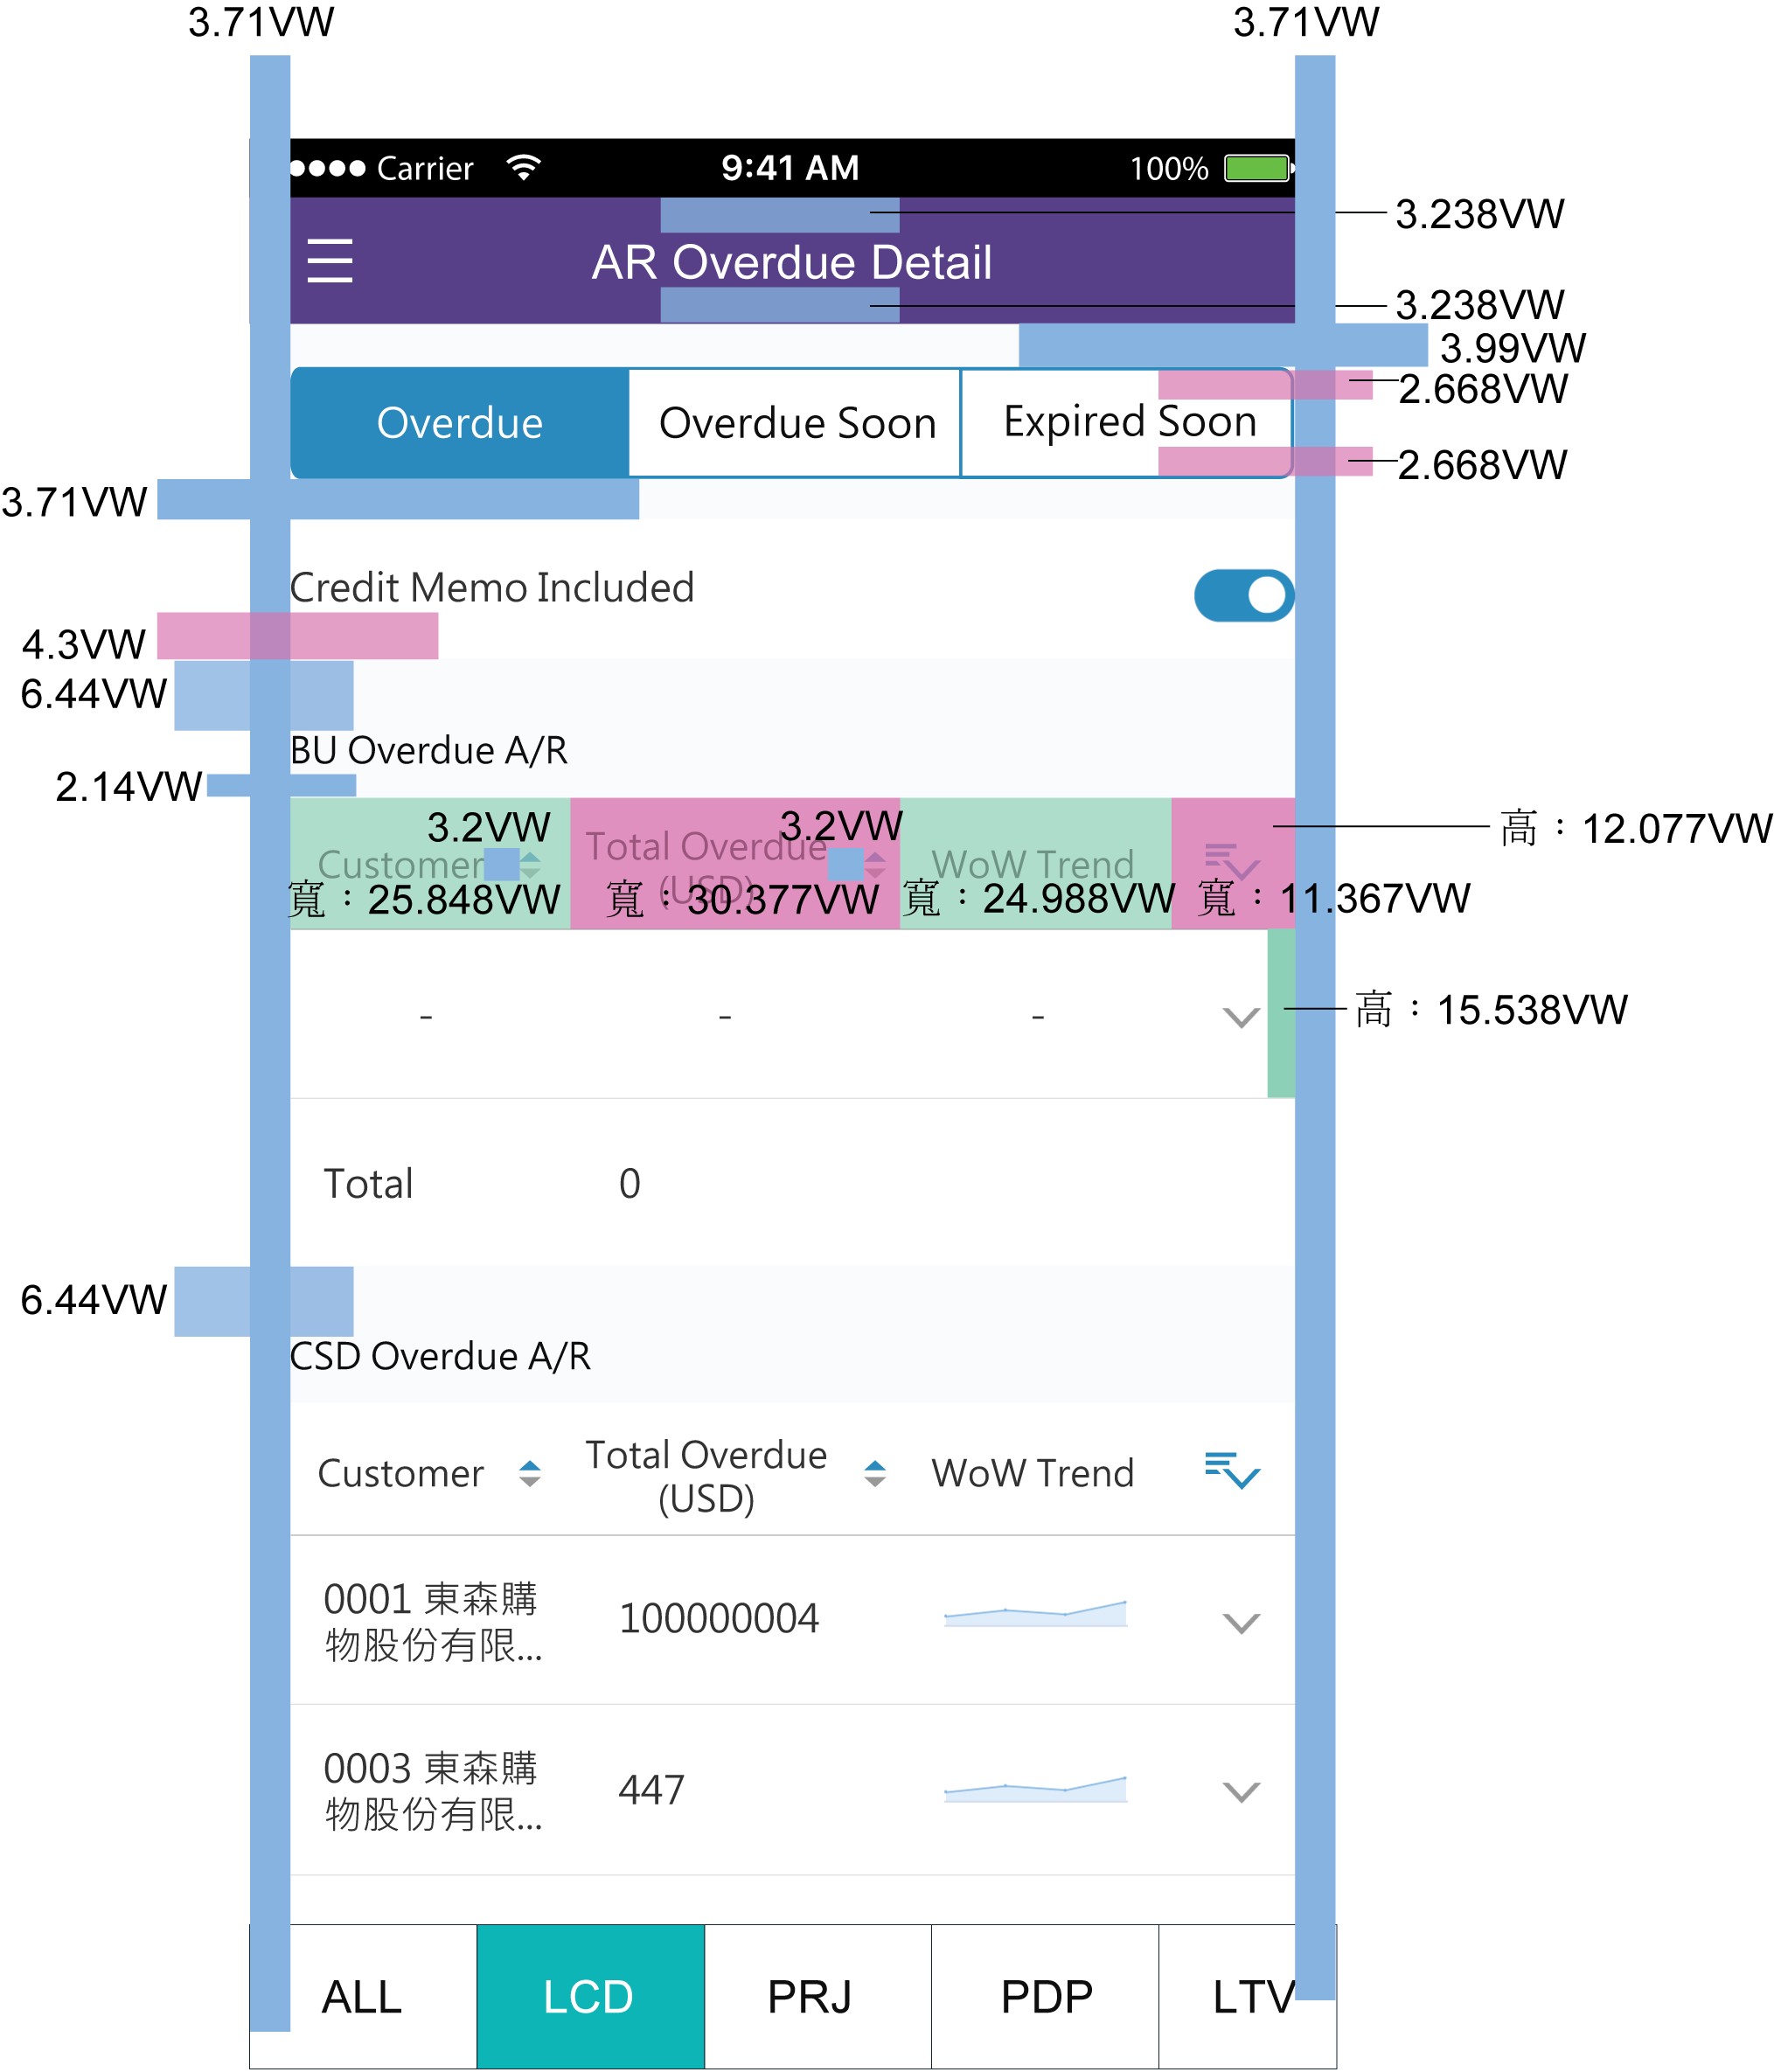 3.71VW 3.71VW
Carrier 9:41 AM 100%
3.238VW
AR Overdue Detail
3.238VW
3.99VW
2.668VW
Overdue Overdue Soon Expired Soon
2.668VW
3.71VW
Credit Memo Included
4.3VW
6.44VW
BU Overdue A/R
2.14VW
3.2VW 3.2VW 高：12.077VW
Customer Total Overdue (USD) WoW Trend
寬：25.848VW 寬：30.377VW 寬：24.988VW 寬：11.367VW
- - - 高：15.538VW
Total 0
6.44VW
CSD Overdue A/R
Customer Total Overdue WoW Trend
(USD)
0001 東森購
物股份有限... 100000004
0003 東森購
物股份有限... 447
ALL LCD PRJ PDP LTV